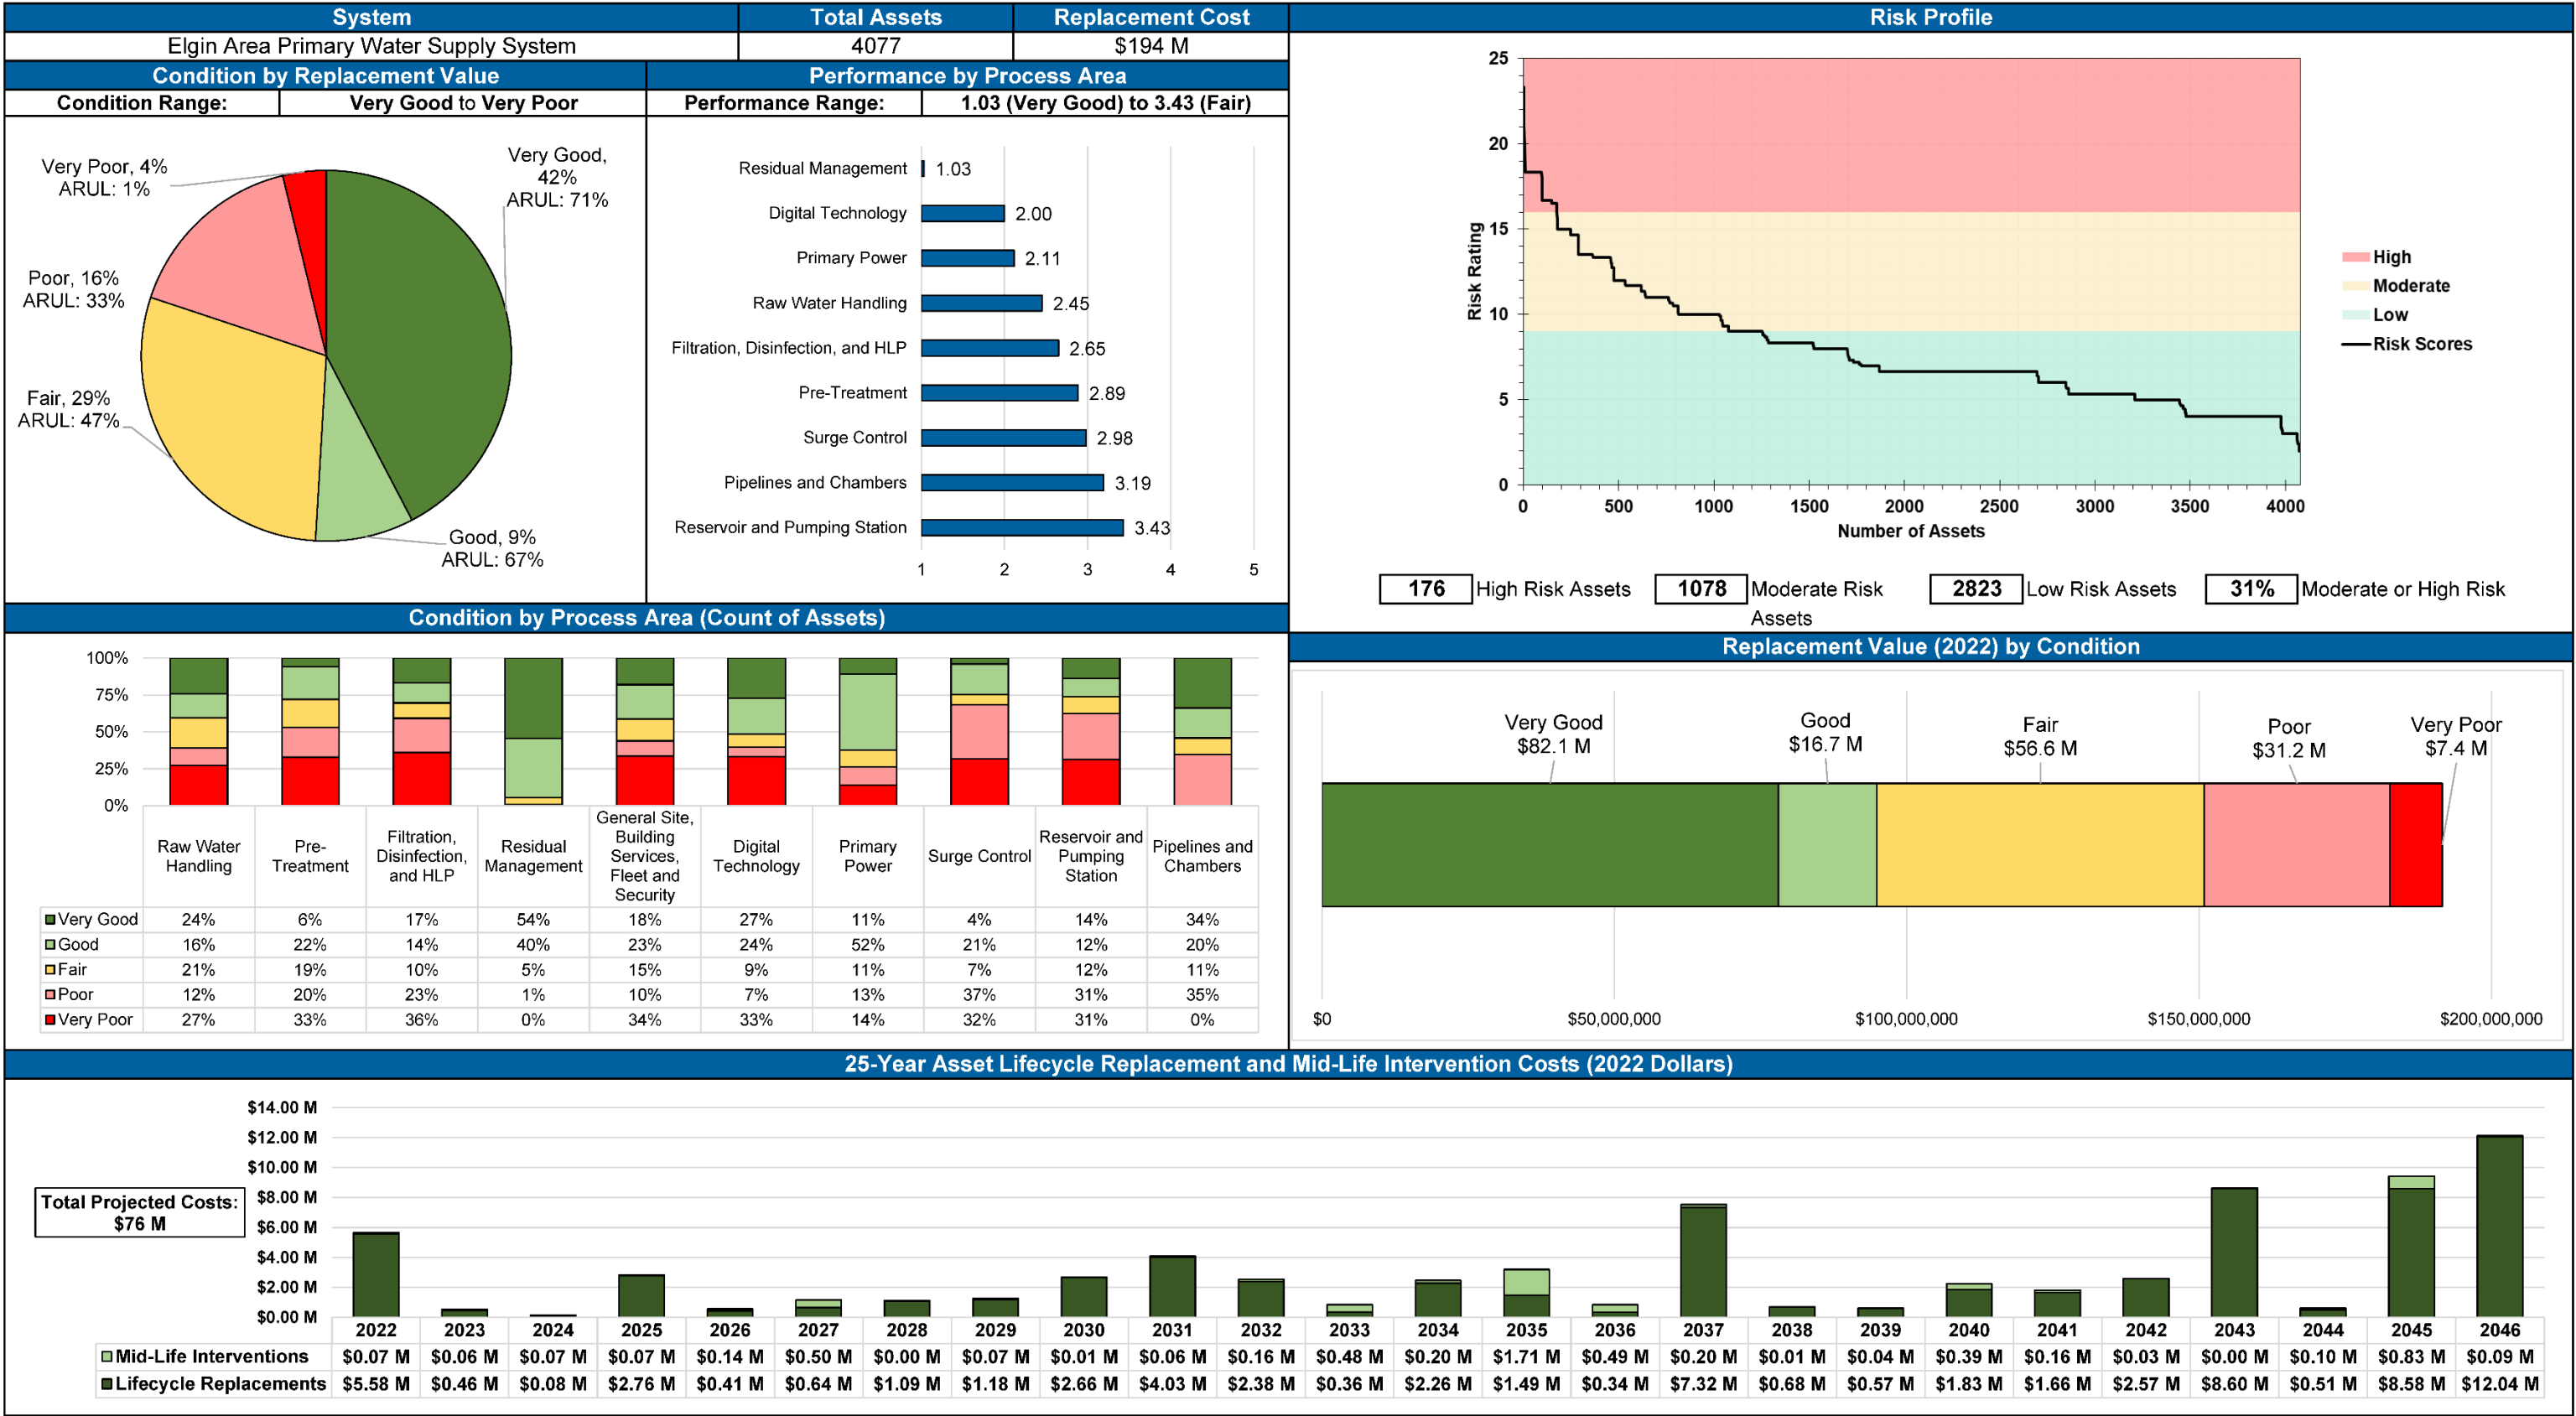 System
Total Assets
Replacement Cost
Elgin Area Primary Water Supply System
4077
$194 M
Condition by Replacement Value
Performance by Process Area
Condition Range:
Very Good to Very Poor
Performance Range:
1.03 (Very Good) to 3.43 (Fair)
Very Poor, 4%
ARUL: 1%
Very Good,
42%
ARUL: 71%
Poor, 16%
ARUL: 33%
Fair, 29%
ARUL: 47%
Good, 9%
ARUL: 67%
Residual Management 1.03
Digital Technology 2.00
Primary Power 2.11
Raw Water Handling 2.45
Filtration, Disinfection, and HLP 2.65
Pre-Treatment 2.89
Surge Control 2.98
Pipelines and Chambers 3.19
Reservoir and Pumping Station 3.43
1 2 3 4 5
Risk Profile
25
20
15
10
5
0
Risk Rating
0 500 1000 1500 2000 2500 3000 3500 4000
Number of Assets
High
Moderate
Low
Risk Scores
176 High Risk Assets
1078 Moderate Risk
Assets
2823 Low Risk Assets
31% Moderate or High Risk
Condition by Process Area (Count of Assets)
100%
75%
50%
25%
0%
Raw Water
Handling
Pre-
Treatment
Filtration,
Disinfection,
and HLP
Residual
Management
General Site,
Building
Services,
Fleet and
Security
Digital
Technology
Primary
Power
Surge Control
Reservoir and
Pumping
Station
Pipelines and
Chambers
Very Good 24% 6% 17% 54% 18% 27% 11% 4% 14% 34%
Good 16% 22% 14% 40% 23% 24% 52% 21% 12% 20%
Fair 21% 19% 10% 5% 15% 9% 11% 7% 12% 11%
Poor 12% 20% 23% 1% 10% 7% 13% 37% 31% 35%
Very Poor 27% 33% 36% 0% 34% 33% 14% 32% 31% 0%
Replacement Value (2022) by Condition
Very Good
$82.1 M
Good
$16.7 M
Fair
$56.6 M
Poor
$31.2 M
Very Poor
$7.4 M
$0 $50,000,000 $100,000,000 $150,000,000 $200,000,000
25-Year Asset Lifecycle Replacement and Mid-Life Intervention Costs (2022 Dollars)
Total Projected Costs:
$76 M
$14.00 M
$12.00 M
$10.00 M
$8.00 M
$6.00 M
$4.00 M
$2.00 M
$0.00 M
2022 2023 2024 2025 2026 2027 2028 2029 2030 2031 2032 2033 2034 2035 2036 2037 2038 2039 2040 2041 2042 2043 2044 2045 2046
Mid-Life Interventions $0.07 M $0.06 M $0.07 M $0.07 M $0.14 M $0.50 M $0.00 M $0.07 M $0.01 M $0.06 M $0.16 M $0.48 M $0.20 M $1.71 M $0.49 M $0.20 M $0.01 M $0.04 M $0.39 M $0.16 M $0.03 M $0.00 M $0.10 M $0.83 M $0.09 M
Lifecycle Replacements $5.58 M $0.46 M $0.08 M $2.76 M $0.41 M $0.64 M $1.09 M $1.18 M $2.66 M $4.03 M $2.38 M $0.36 M $2.26 M $1.49 M $0.34 M $7.32 M $0.68 M $0.57 M $1.83 M $1.66 M $2.57 M $8.60 M $0.51 M $8.58 M $12.04 M